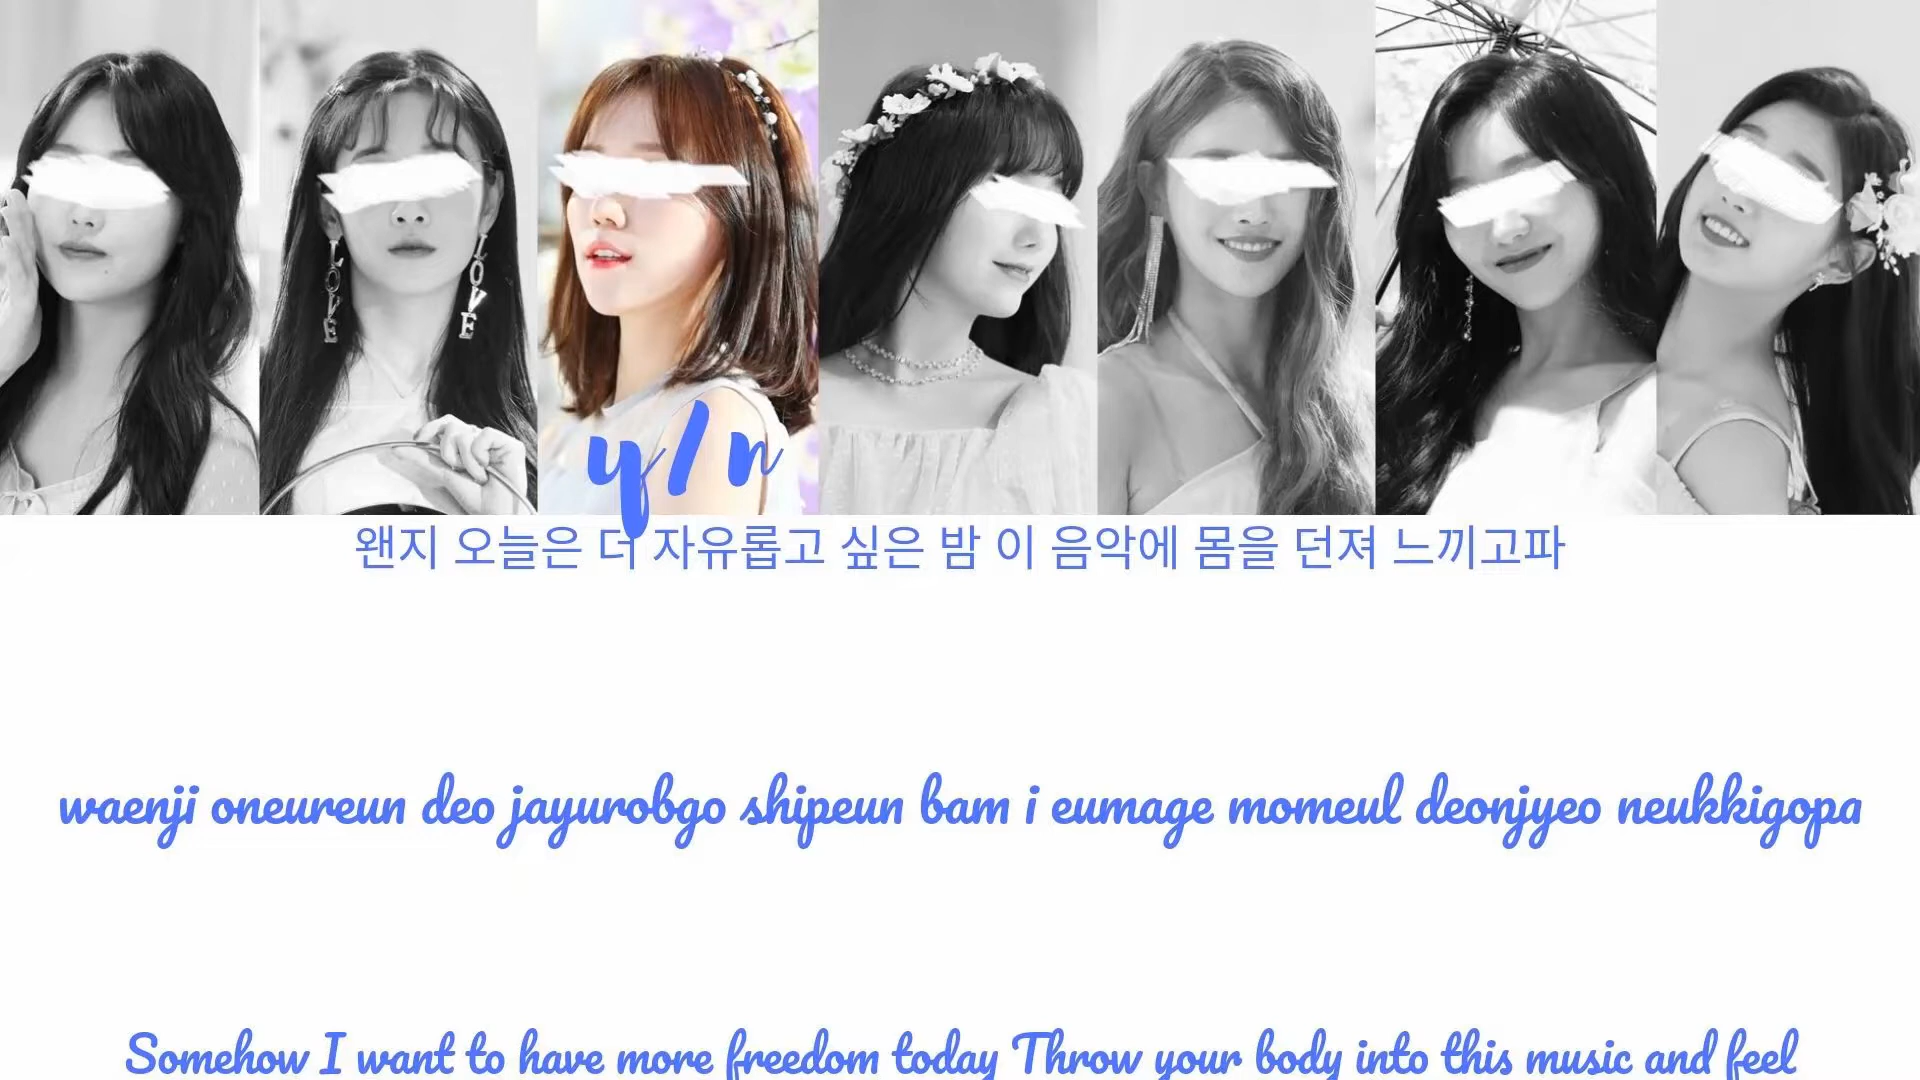 LOVE
LOVE
y/n
왠지 오늘은 더 자유롭고 싶은 밤 이 음악에 몸을 던져 느끼고파
waenji oneureun deo jayurobgo shipeun bam i eumage momeul deonjyeo neukkigopa
Somehow I want to have more freedom today Throw your body into this music and feel